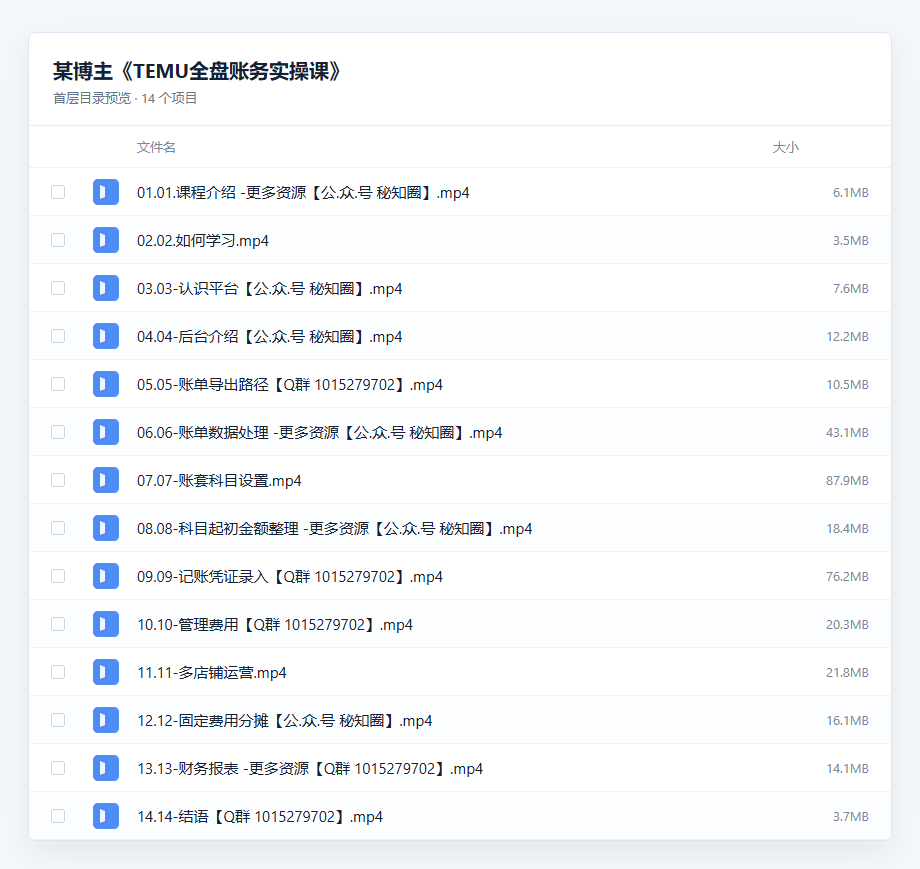 某博主《TEMU全盘账务实操课》
首层目录预览 · 14 个项目
文件名 大小
01.01.课程介绍 -更多资源【公.众.号 秘知圈】.mp4 6.1MB
02.02.如何学习.mp4 3.5MB
03.03-认识平台【公.众.号 秘知圈】.mp4 7.6MB
04.04-后台介绍【公.众.号 秘知圈】.mp4 12.2MB
05.05-账单导出路径【Q群 1015279702】.mp4 10.5MB
06.06-账单数据处理 -更多资源【公.众.号 秘知圈】.mp4 43.1MB
07.07-账套科目设置.mp4 87.9MB
08.08-科目起初金额整理 -更多资源【公.众.号 秘知圈】.mp4 18.4MB
09.09-记账凭证录入【Q群 1015279702】.mp4 76.2MB
10.10-管理费用【Q群 1015279702】.mp4 20.3MB
11.11-多店铺运营.mp4 21.8MB
12.12-固定费用分摊【公.众.号 秘知圈】.mp4 16.1MB
13.13-财务报表 -更多资源【Q群 1015279702】.mp4 14.1MB
14.14-结语【Q群 1015279702】.mp4 3.7MB